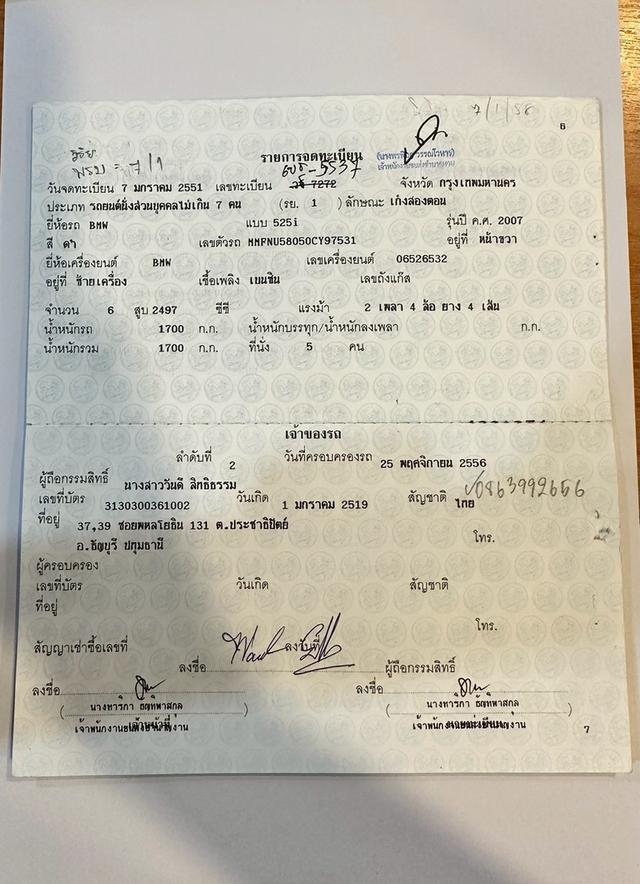 7/1/58
6
รายการจดทะเบียน
พรบ = 7/1
5537
วันจดทะเบียน 7 มกราคม 2551 เลขทะเบียน 7272 จังหวัด กรุงเทพมหานคร
ประเภท รถยนต์นั่งส่วนบุคคลไม่เกิน 7 คน (รย. 1 ) ลักษณะ เก๋งสองตอน
ยี่ห้อรถ BMW แบบ 525i รุ่นปี ค.ศ. 2007
สี ดำ เลขตัวรถ MMFNU58050CY97531 อยู่ที่ หน้าขวา
ยี่ห้อเครื่องยนต์ BMW เลขเครื่องยนต์ 06526532
อยู่ที่ ซ้ายเครื่อง เชื้อเพลิง เบนซิน เลขถังแก๊ส
จำนวน 6 สูบ 2497 ซีซี แรงม้า 2 เพลา 4 ล้อ ยาง 4 เส้น
น้ำหนักรถ 1700 ก.ก. น้ำหนักบรรทุก/น้ำหนักลงเพลา ก.ก.
น้ำหนักรวม 1700 ก.ก. ที่นั่ง 5 คน
เจ้าของรถ
ลำดับที่ 2 วันที่ครอบครองรถ 25 พฤศจิกายน 2556
ผู้ถือกรรมสิทธิ์ นางสาววันดี สิทธิธรรม
เลขที่บัตร 3130300361002 วันเกิด 1 มกราคม 2519 สัญชาติ ไทย 0863992656
ที่อยู่ 37,39 ซอยพหลโยธิน 131 ต.ประชาธิปัตย์
อ.ธัญบุรี ปทุมธานี โทร.
ผู้ครอบครอง
เลขที่บัตร วันเกิด สัญชาติ
ที่อยู่
โทร.
สัญญาเช่าซื้อเลขที่ ลงวันที่
ลงชื่อ ผู้ถือกรรมสิทธิ์
ลงชื่อ ลงชื่อ
( นางทาริกา ธัญทิพาสกุล ) ( นางทาริกา ธัญทิพาสกุล )
7